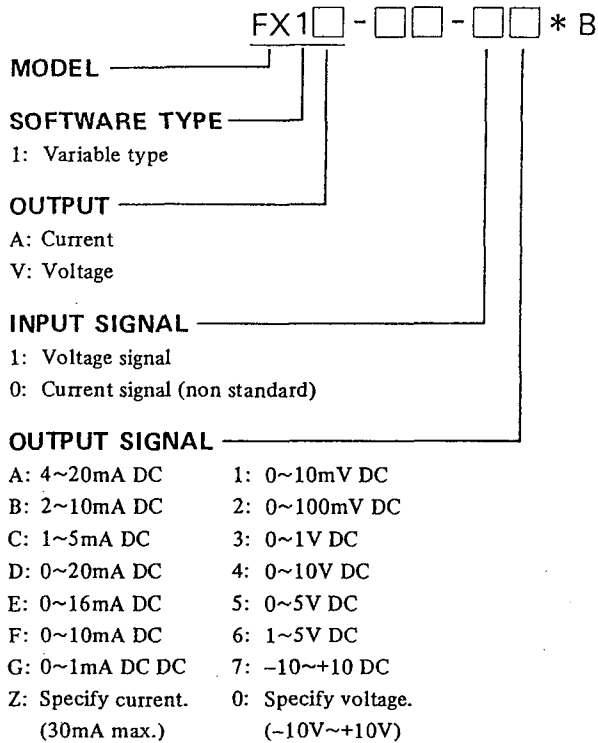 FX1□-□□-□□*B
MODEL
SOFTWARE TYPE
1: Variable type
OUTPUT
A: Current
V: Voltage
INPUT SIGNAL
1: Voltage signal
0: Current signal (non standard)
OUTPUT SIGNAL
A: 4~20mA DC 1: 0~10mV DC
B: 2~10mA DC 2: 0~100mV DC
C: 1~5mA DC 3: 0~1V DC
D: 0~20mA DC 4: 0~10V DC
E: 0~16mA DC 5: 0~5V DC
F: 0~10mA DC 6: 1~5V DC
G: 0~1mA DC DC 7: –10~+10 DC
Z: Specify current. 0: Specify voltage.
(30mA max.) (–10V~+10V)